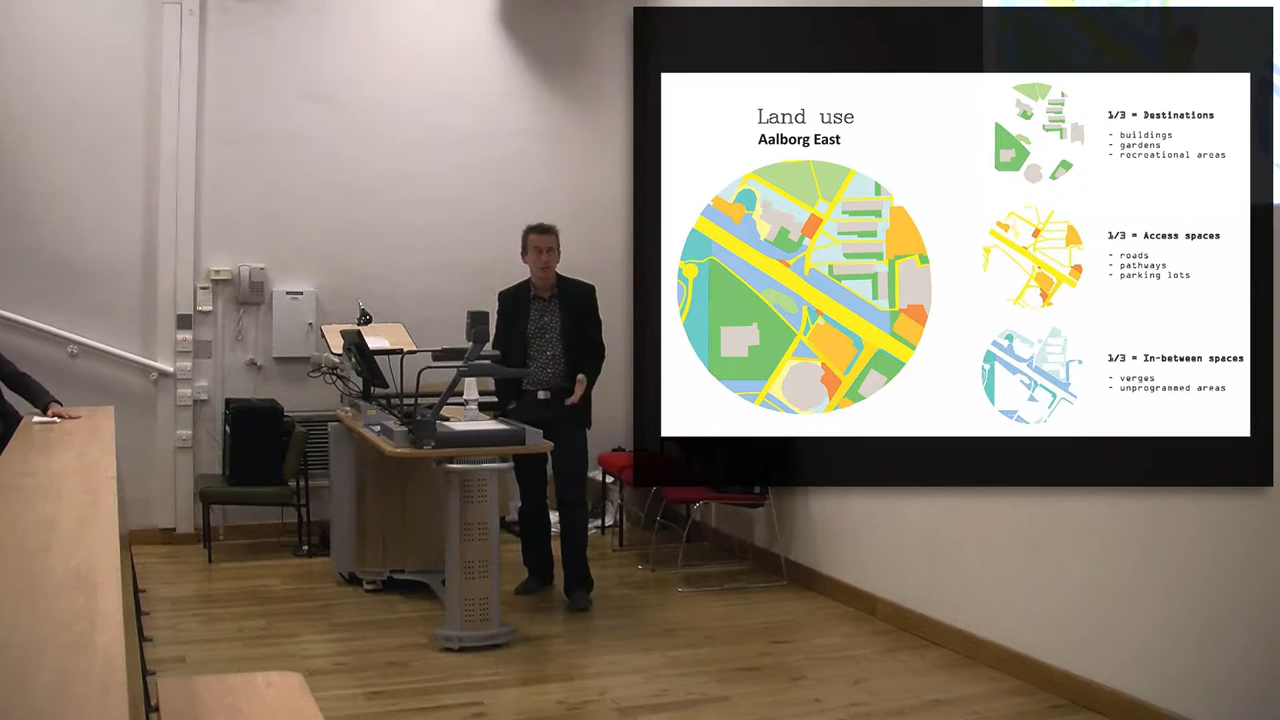 Land use
Aalborg East
1/3 = Destinations
- buildings
- gardens
- recreational areas
1/3 = Access spaces
- roads
- pathways
- parking lots
1/3 = In-between spaces
- verges
- unprogrammed areas